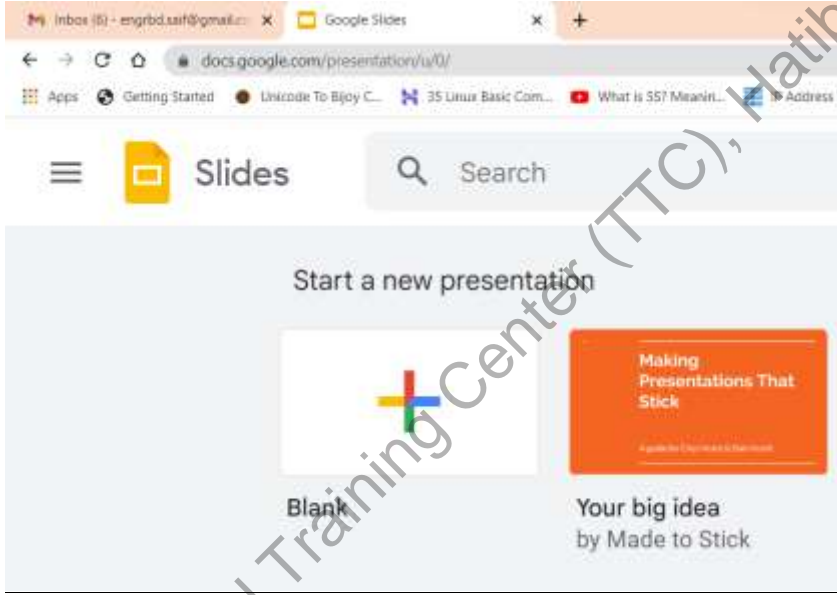 Inbox (6) - engrbd.saif@gmail.c
Google Slides
docs.google.com/presentation/u/0/
Apps Getting Started Unicode To Bijoy C... 35 Linux Basic Com... What is SS? Meanin... Address
Slides
Search
Start a new presentation
Making
Presentations That
Stick
Blank
Your big idea
by Made to Stick
Training Center (TTC), Hatib